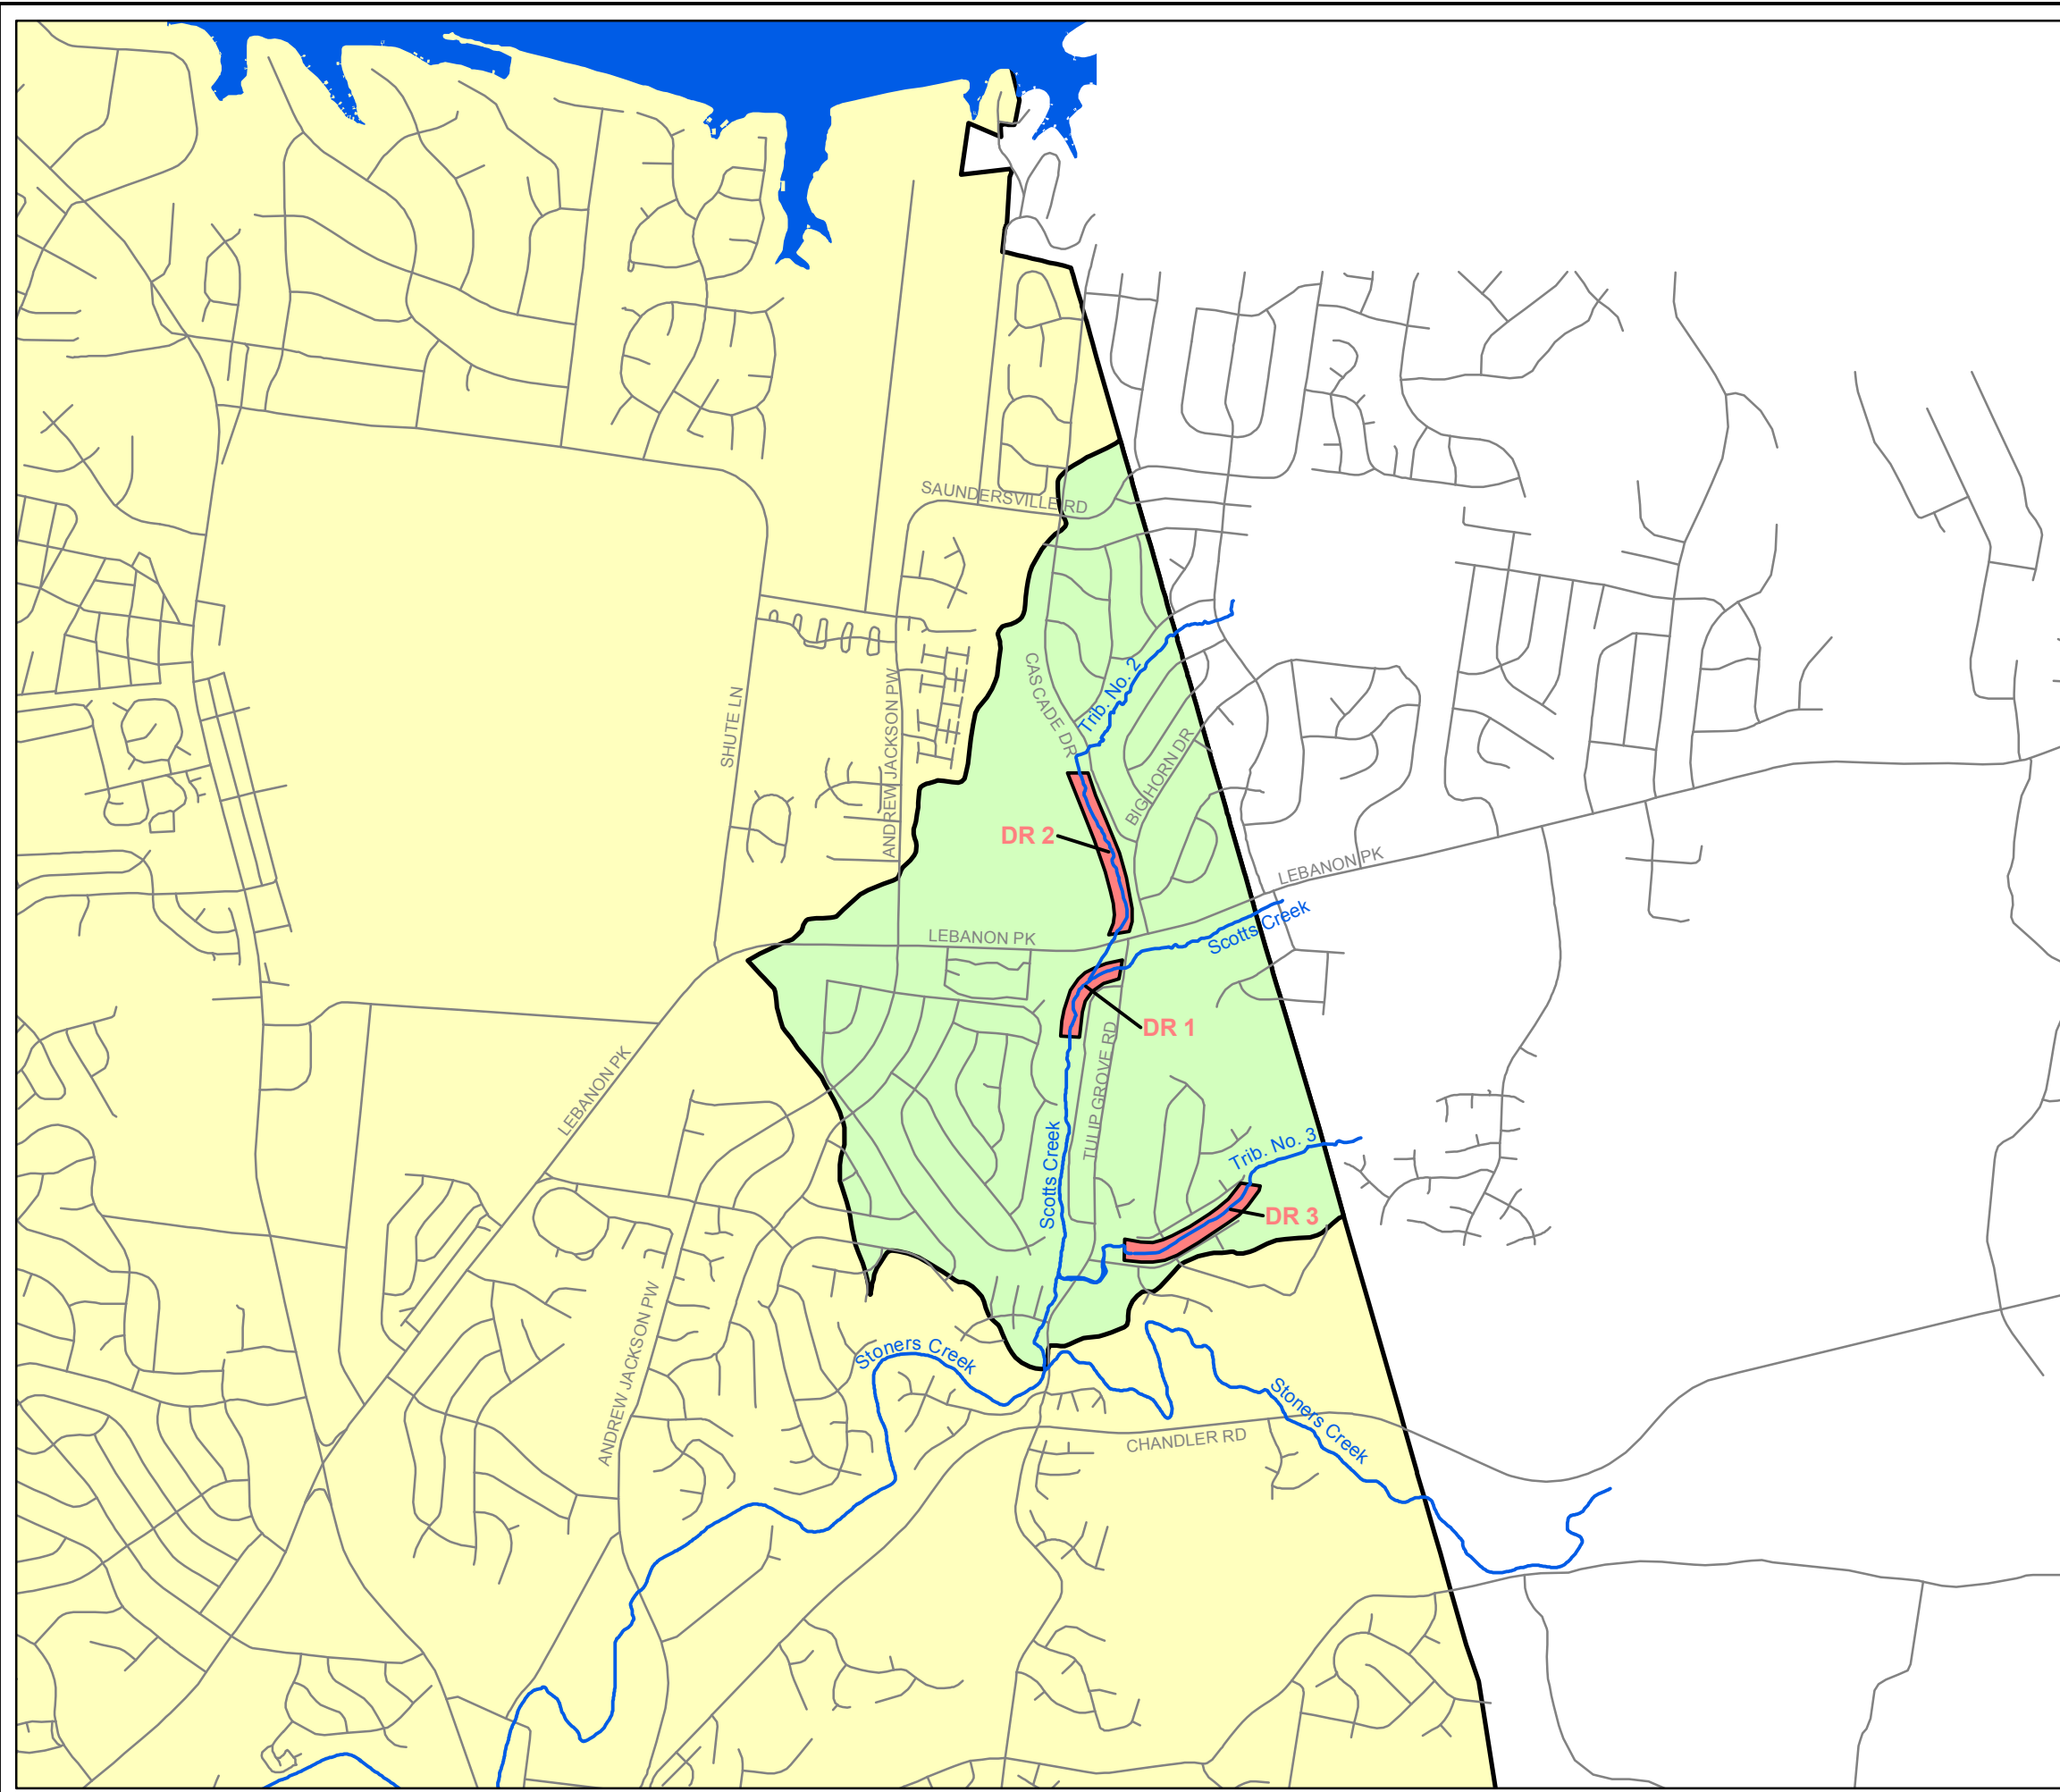 SAUNDERSVILLE RD
CASCADE DR
Trib. No. 2
SHUTE LN
ANDREW JACKSON PW
BIG HORN DR
DR 2
LEBANON PK
Scotts Creek
LEBANON PK
DR 1
TULIP GROVE RD
LEBANON PK
Scotts Creek
Trib. No. 3
DR 3
ANDREW JACKSON PW
Stoners Creek
Stoners Creek
CHANDLER RD